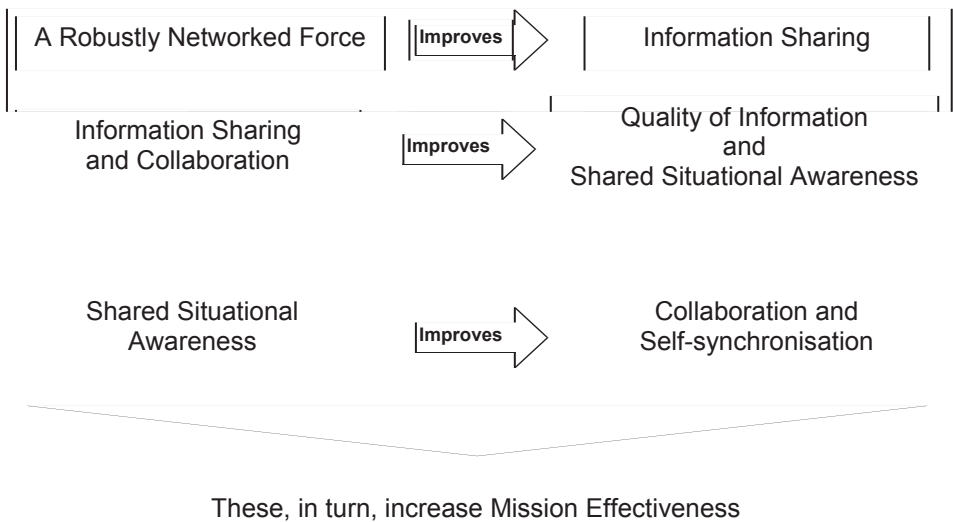 A Robustly Networked Force
Improves
Information Sharing
Information Sharing
and Collaboration
Improves
Quality of Information
and
Shared Situational Awareness
Shared Situational
Awareness
Improves
Collaboration and
Self-synchronisation
These, in turn, increase Mission Effectiveness